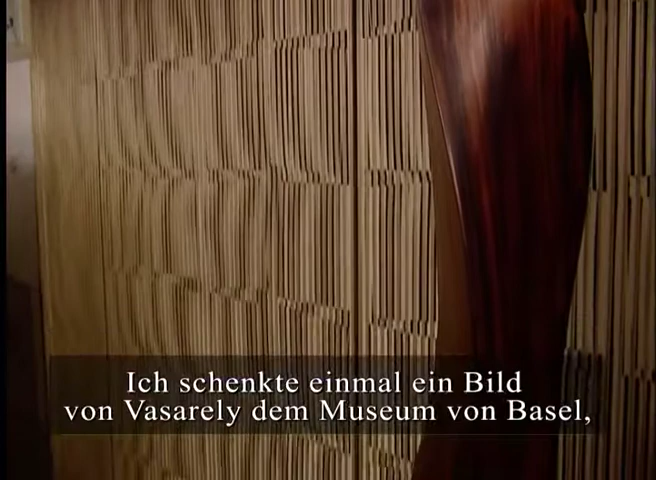 Ich schenkte einmal ein Bild
von Vasarely dem Museum von Basel,